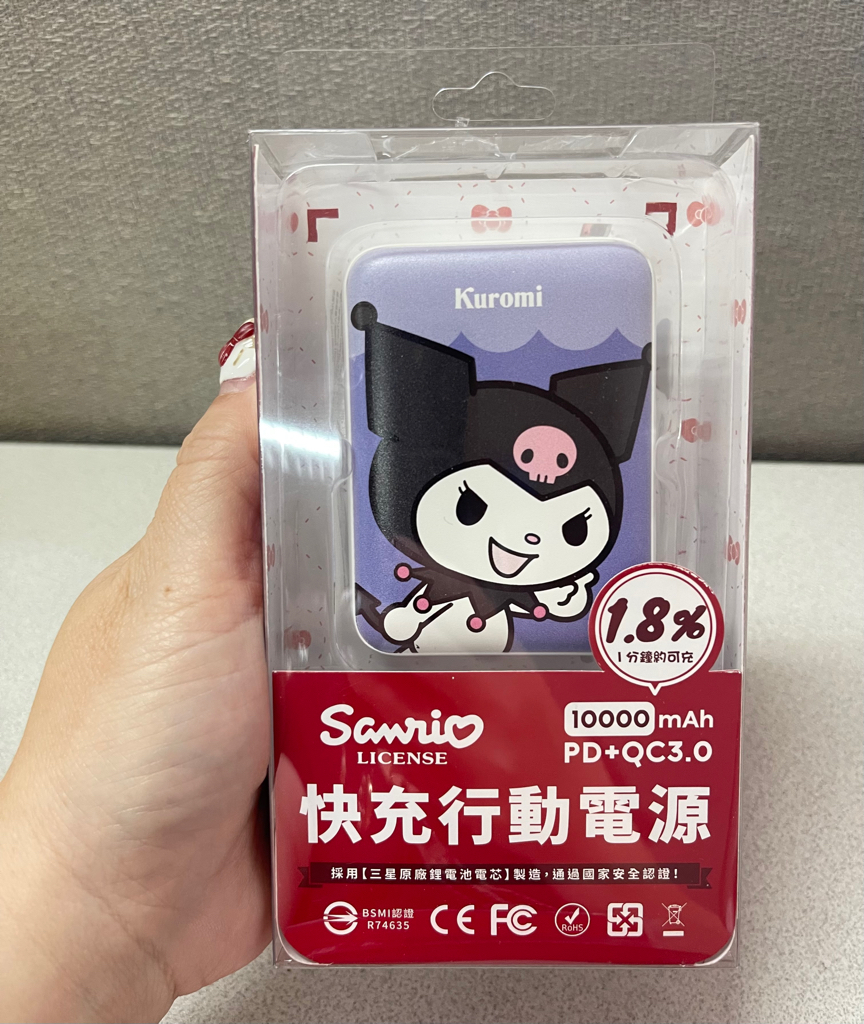 Kuromi
1.8%
1分鐘約可充
Sanrio
LICENSE
10000 mAh
PD+QC3.0
快充行動電源
採用【三星原廠鋰電池電芯】製造，通過國家安全認證！
BSMI認證
R74635
CE FC
RoHS